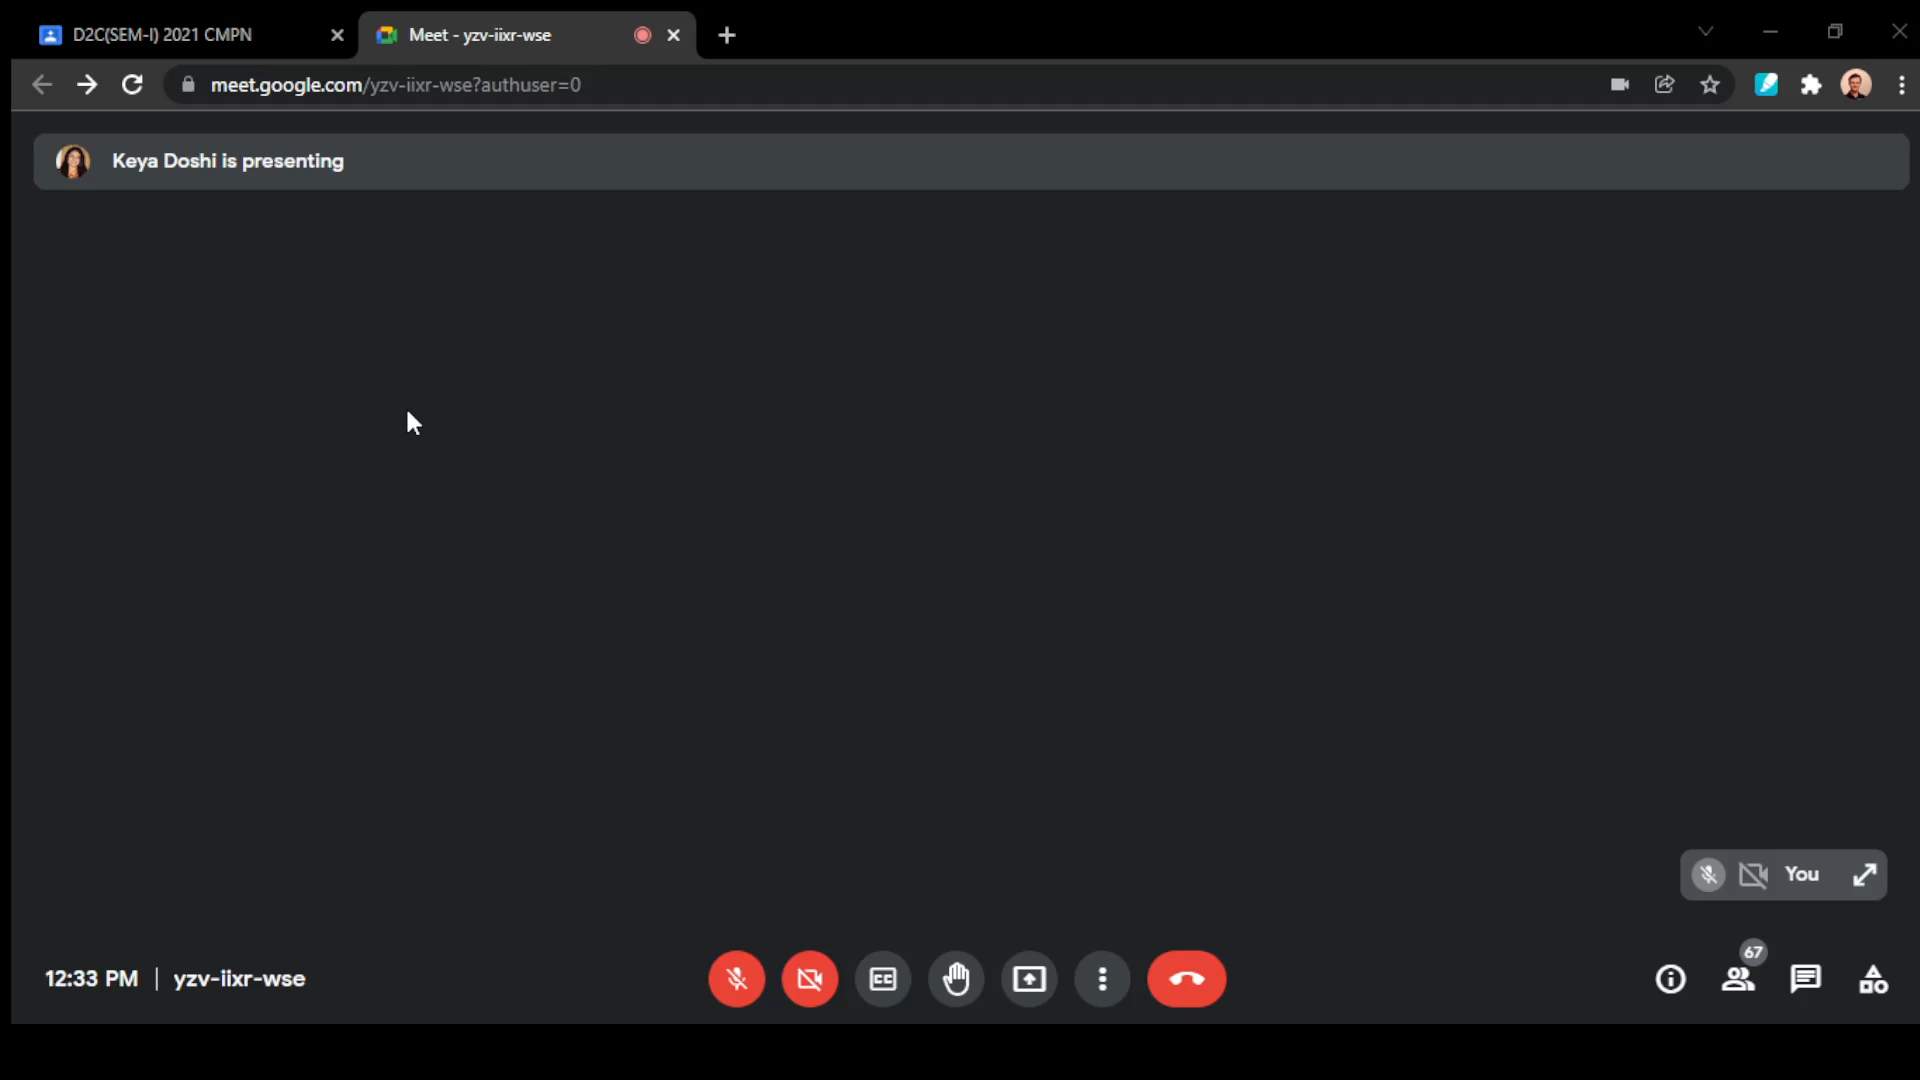 D2C(SEM-I) 2021 CMPN
Meet - yzv-iixr-wse
meet.google.com/yzv-iixr-wse?authuser=0
Keya Doshi is presenting
You
67
12:33 PM | yzv-iixr-wse
CC